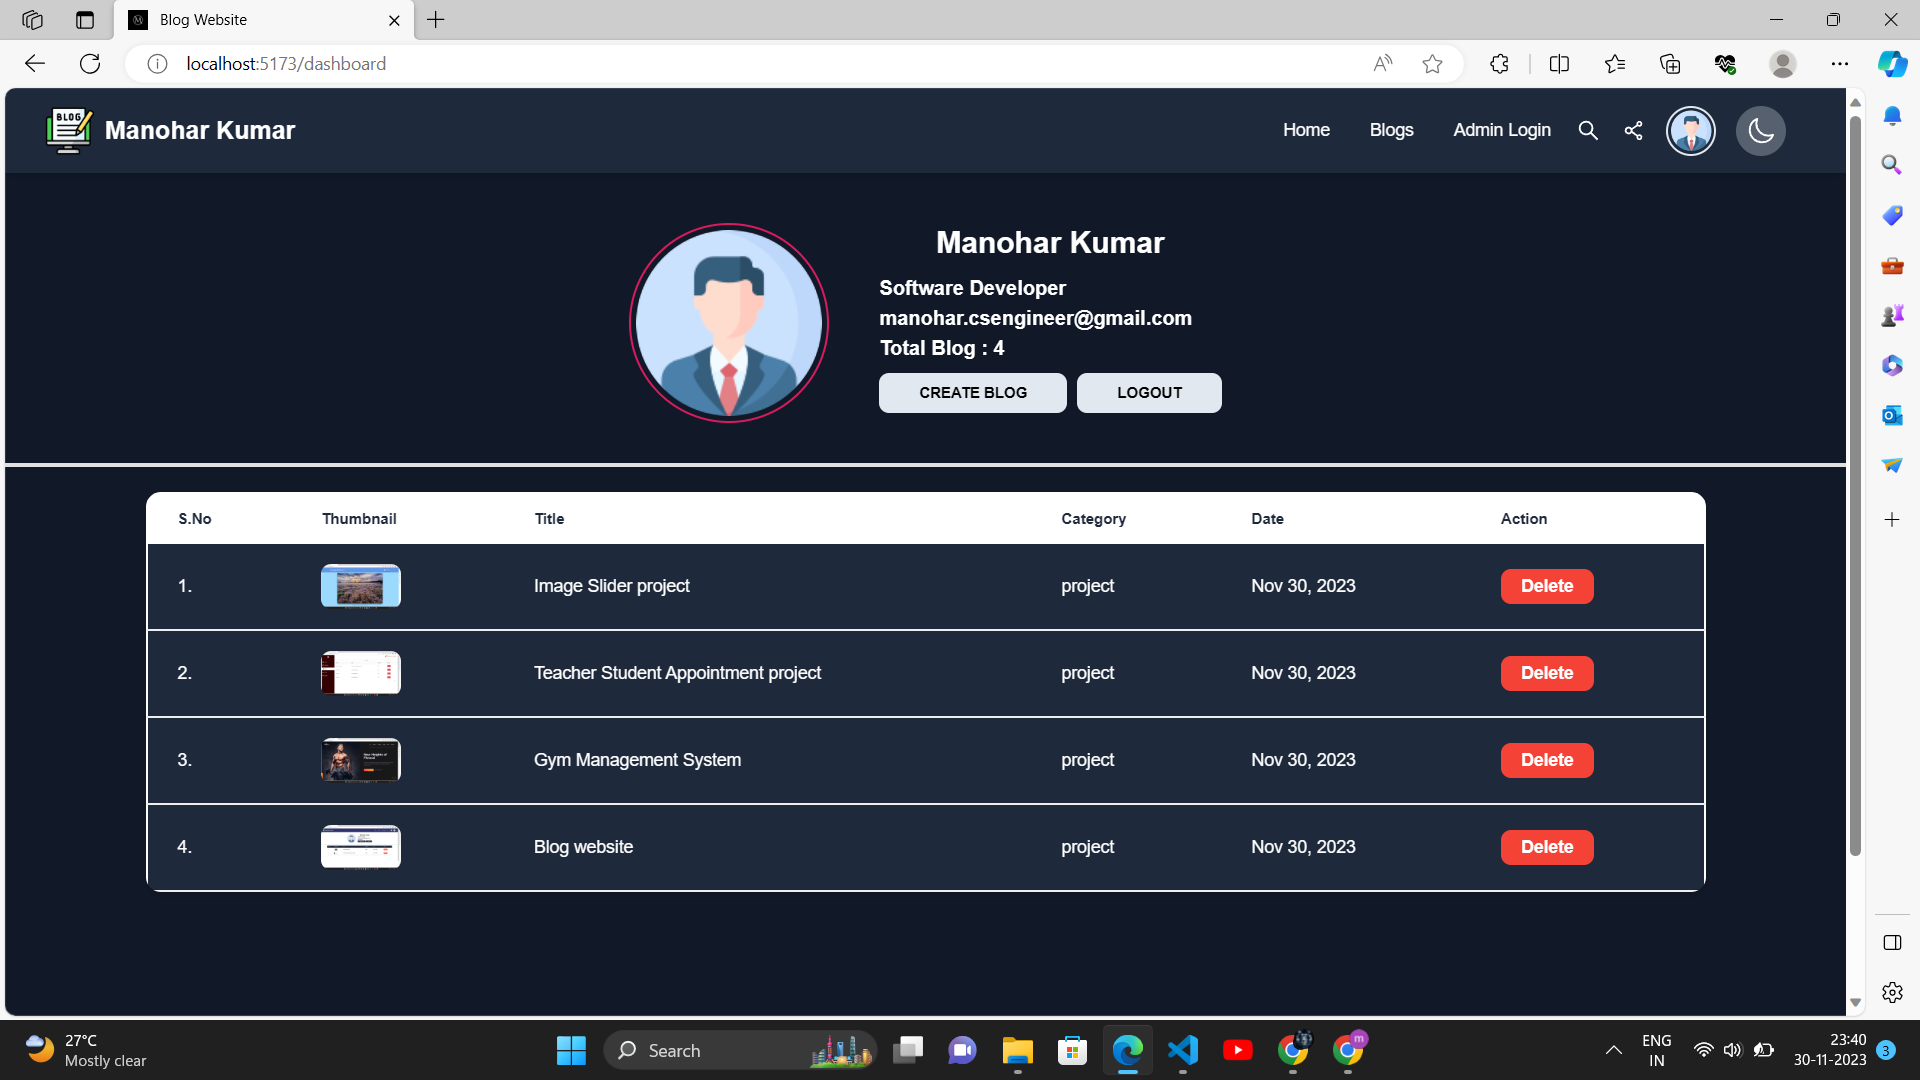 Blog Website
localhost:5173/dashboard
BLOG
Manohar Kumar
Home
Blogs
Admin Login
Manohar Kumar
Software Developer
manohar.csengineer@gmail.com
Total Blog : 4
CREATE BLOG
LOGOUT
S.No Thumbnail Title Category Date Action
1. Image Slider project project Nov 30, 2023 Delete
2. Teacher Student Appointment project project Nov 30, 2023 Delete
3. Gym Management System project Nov 30, 2023 Delete
4. Blog website project Nov 30, 2023 Delete
27°C
Mostly clear
Search
m
ENG
IN
23:40
30-11-2023
3